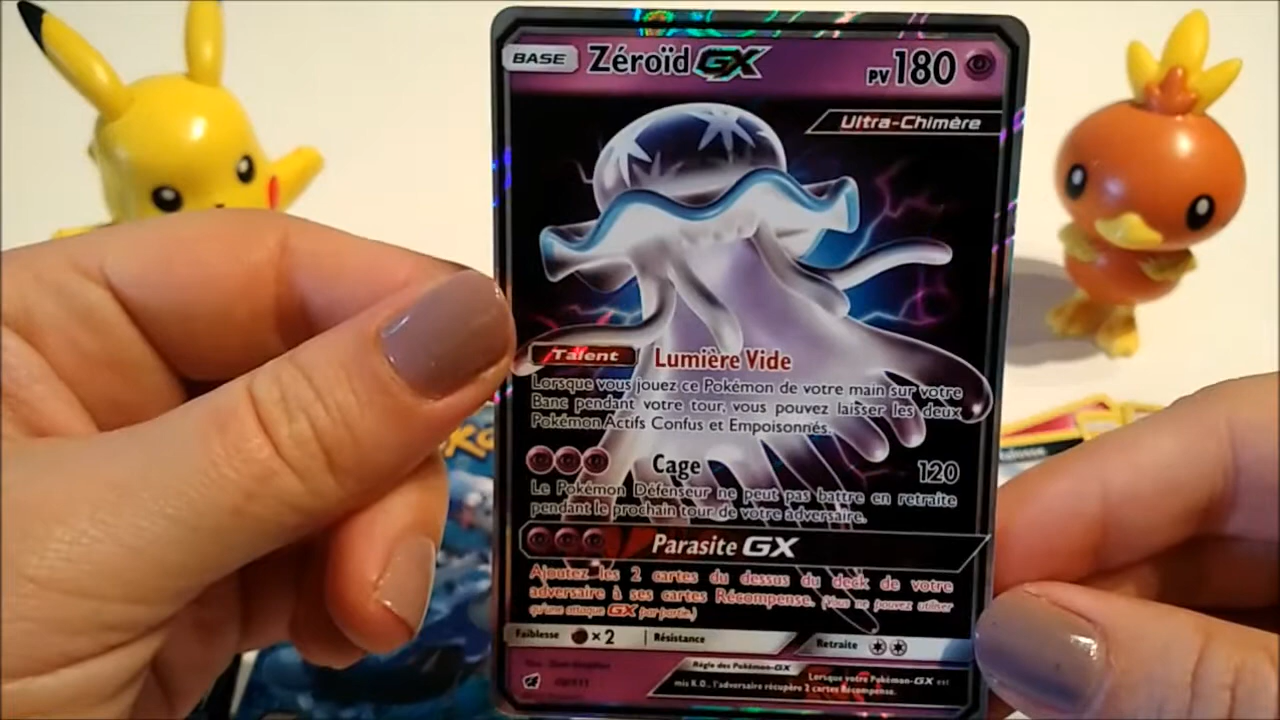 BASE Zéroïd GX PV 180
Ultra-Chimère
Talent Lumière Vide
Lorsque vous jouez ce Pokémon de votre main sur votre
Banc pendant votre tour, vous pouvez laisser les deux
Pokémon Actifs Confus et Empoisonnés.
Cage 120
Le Pokémon Défenseur ne peut pas battre en retraite
pendant le prochain tour de votre adversaire.
Parasite GX
Ajoutez les 2 cartes du dessus du deck de votre
adversaire à ses cartes Récompense. (Vous ne pouvez utiliser
qu'une attaque GX par partie.)
Faiblesse ×2 Résistance Retraite
Règle des Pokémon-GX Lorsque votre Pokémon-GX est
mis K.O., l'adversaire récupère 2 cartes Récompense.